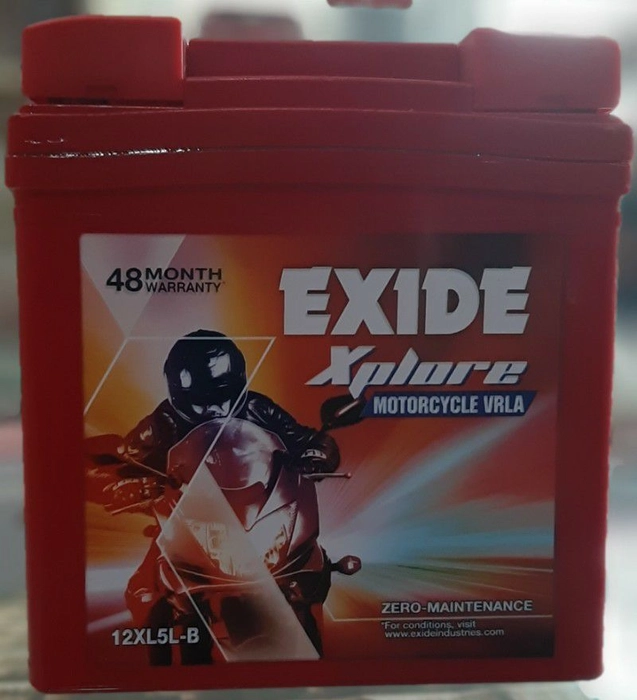 48 MONTH
WARRANTY*
EXIDE
Xplore
MOTORCYCLE VRLA
ZERO-MAINTENANCE
*For conditions, visit
www.exideindustries.com
12XL5L-B